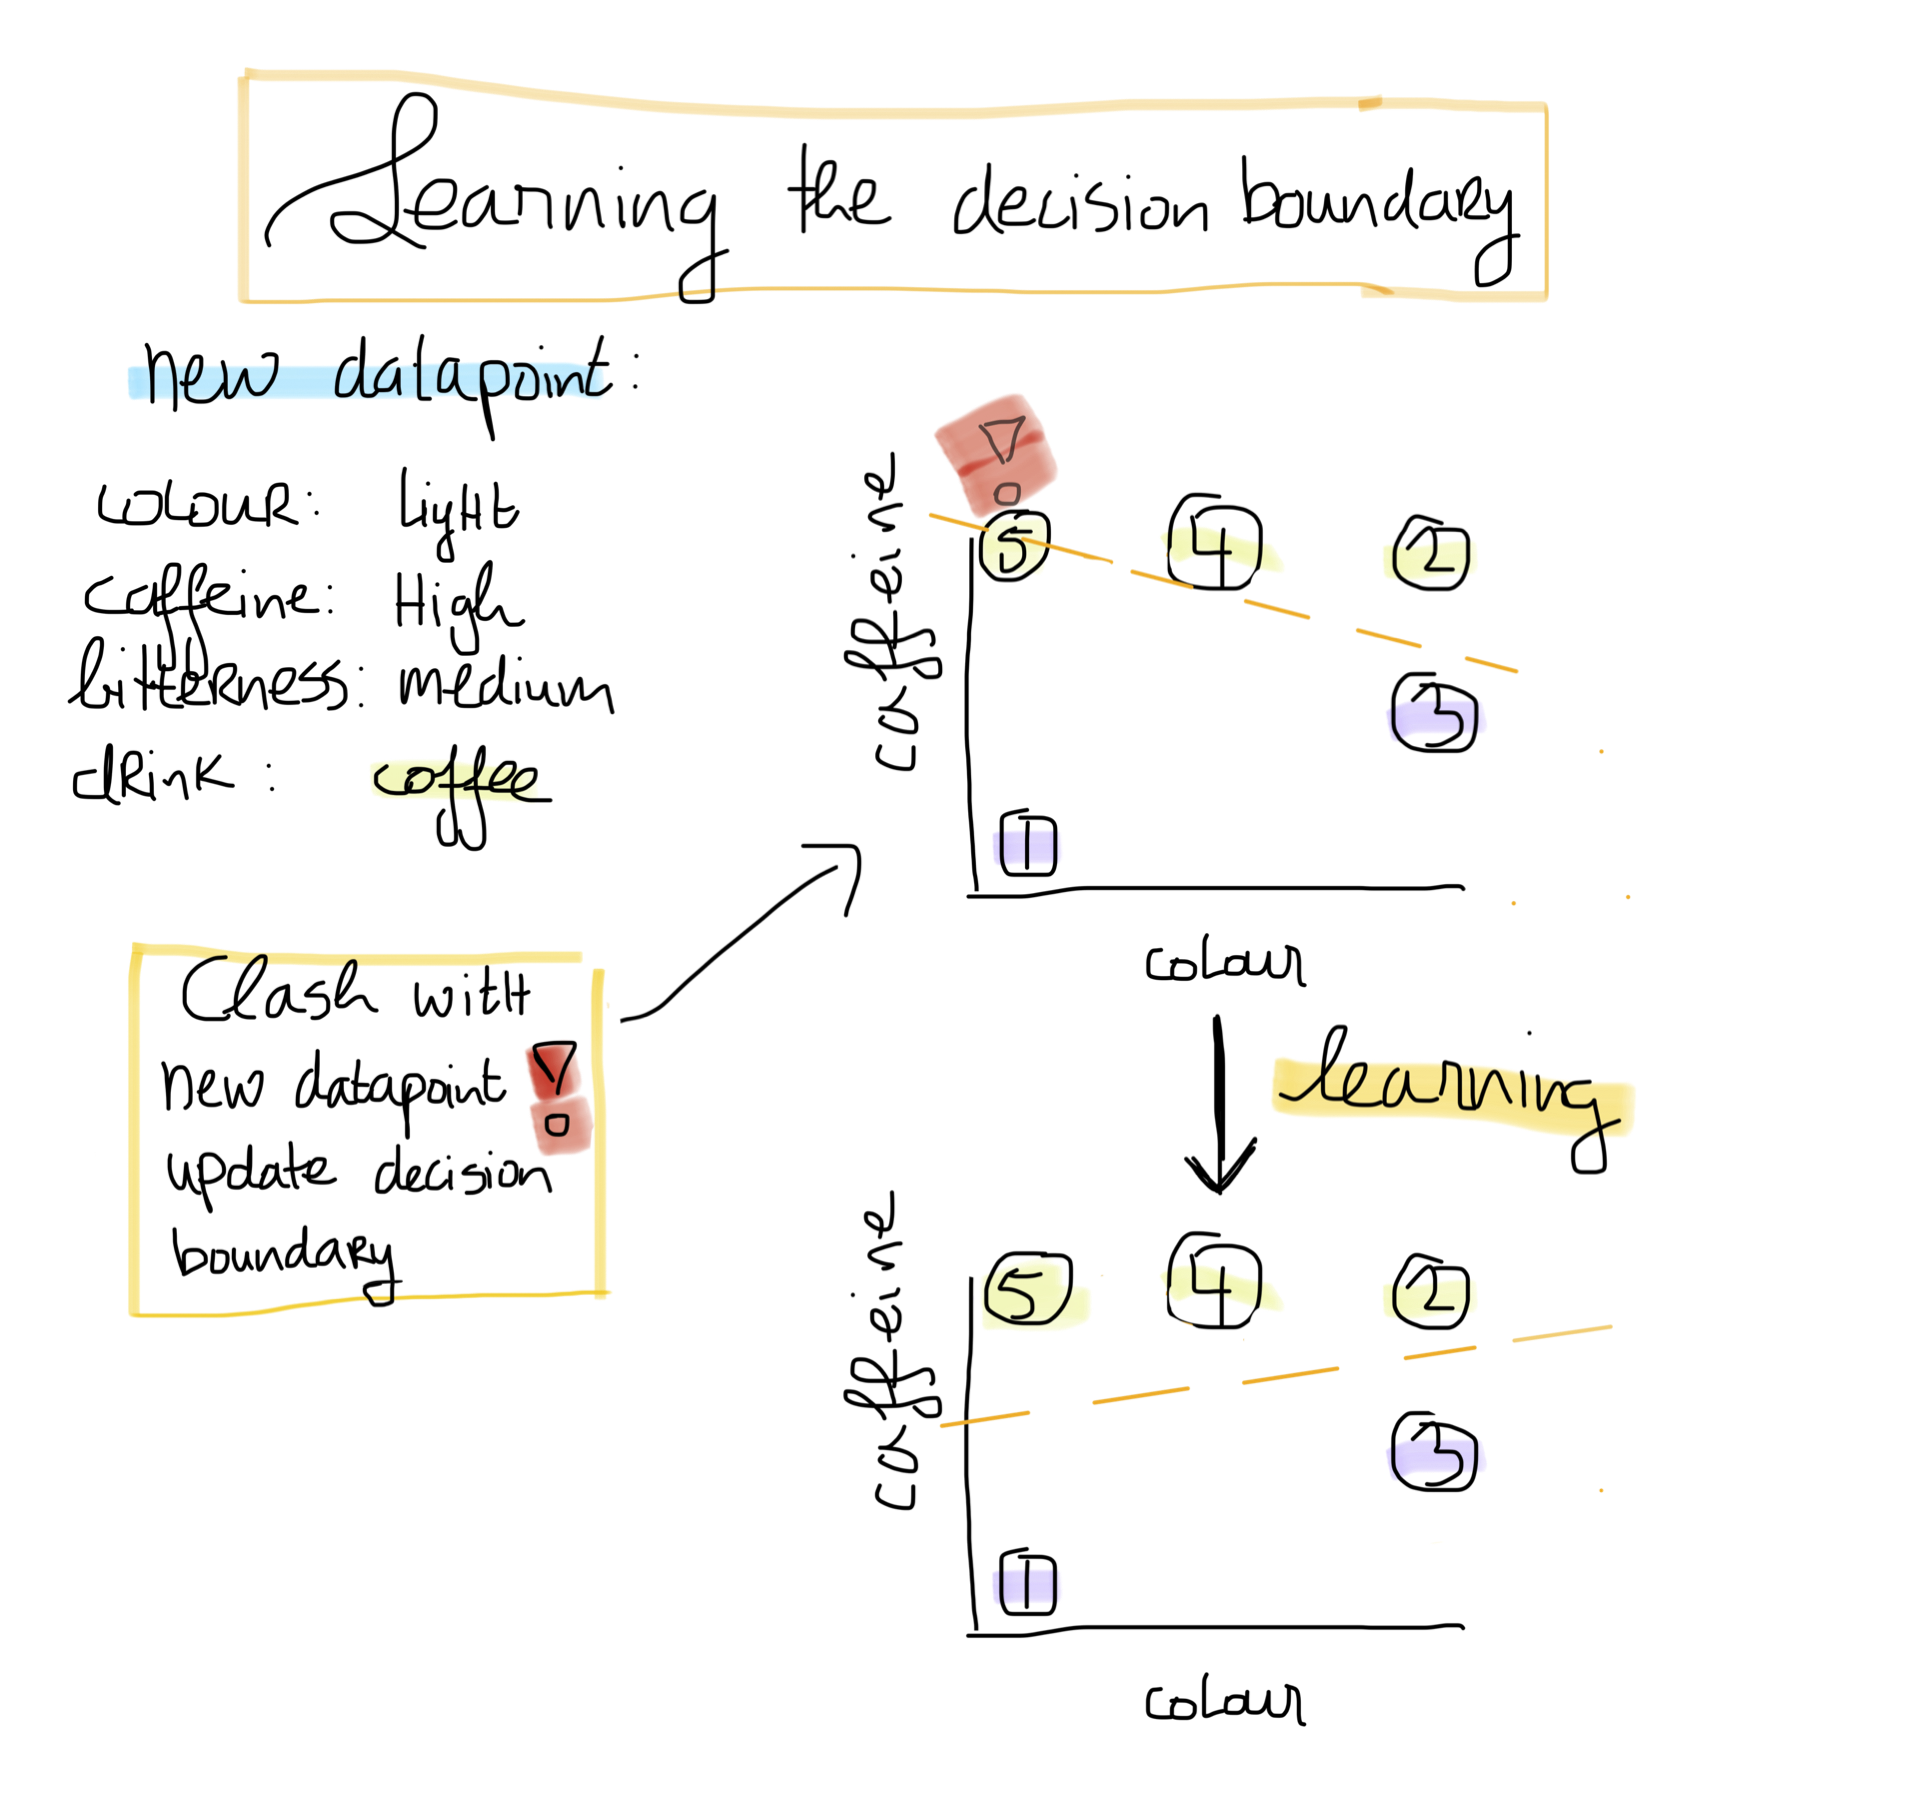 Learning the decision boundary
new datapoint:
colour: light
caffeine: High
bitterness: medium
drink: coffee
Clash with
new datapoint !
update decision
boundary
!
caffeine
5 4 2
3
1
colour
learning
caffeine
5 4 2
3
1
colour